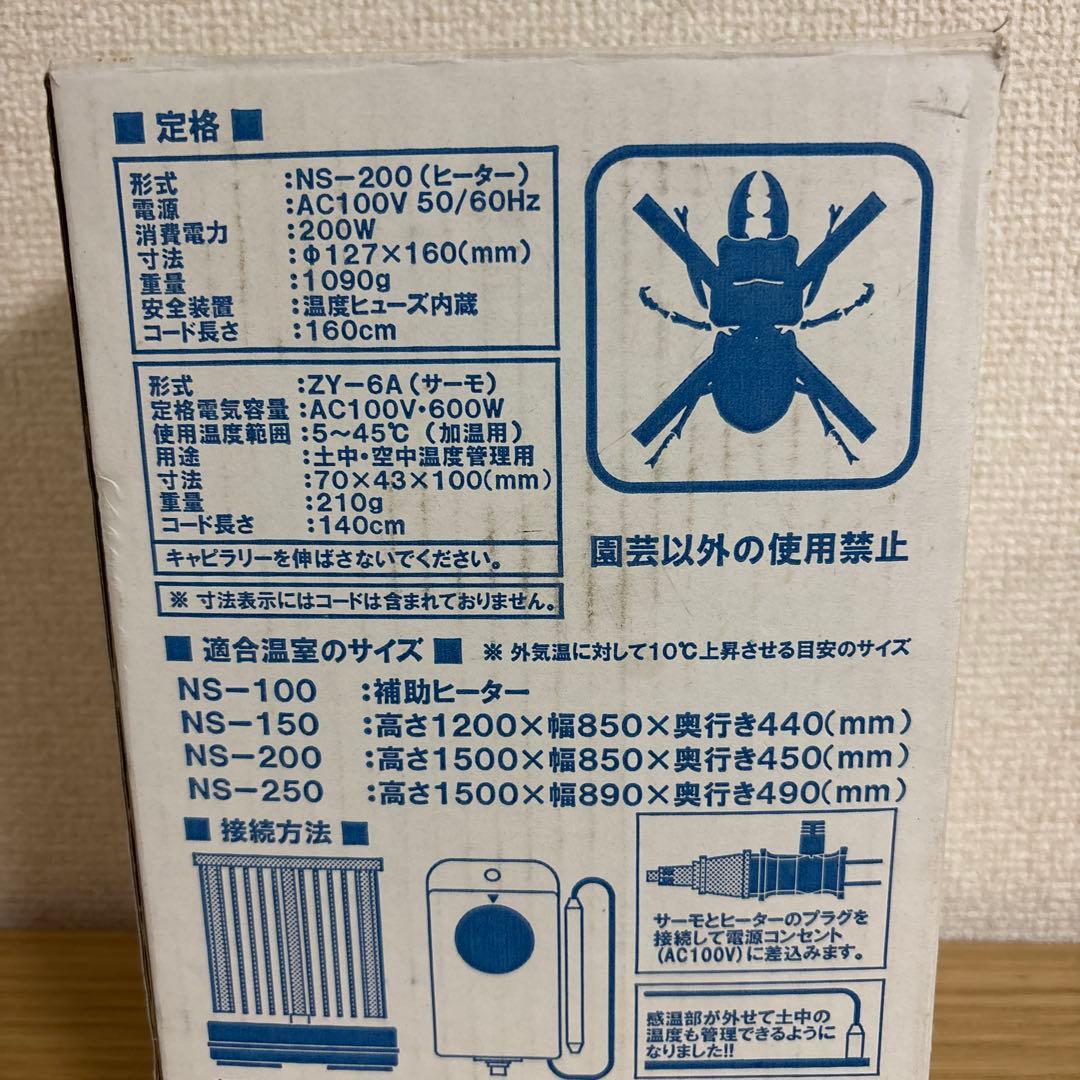 ■ 定格 ■
形式 :NS-200(ヒーター)
電源 :AC100V 50/60Hz
消費電力 :200W
寸法 :Φ127×160(mm)
重量 :1090g
安全装置 :温度ヒューズ内蔵
コード長さ :160cm
形式 :ZY-6A(サーモ)
定格電気容量 :AC100V・600W
使用温度範囲 :5~45℃ (加温用)
用途 :土中・空中温度管理用
寸法 :70×43×100(mm)
重量 :210g
コード長さ :140cm
キャピラリーを伸ばさないでください。
※ 寸法表示にはコードは含まれておりません。
園芸以外の使用禁止
■ 適合温室のサイズ ■ ※ 外気温に対して10℃上昇させる目安のサイズ
NS-100 :補助ヒーター
NS-150 :高さ1200×幅850×奥行き440(mm)
NS-200 :高さ1500×幅850×奥行き450(mm)
NS-250 :高さ1500×幅890×奥行き490(mm)
■ 接続方法 ■
サーモとヒーターのプラグを
接続して電源コンセント
(AC100V)に差込みます。
感温部が外せて土中の
温度も管理できるように
なりました!!